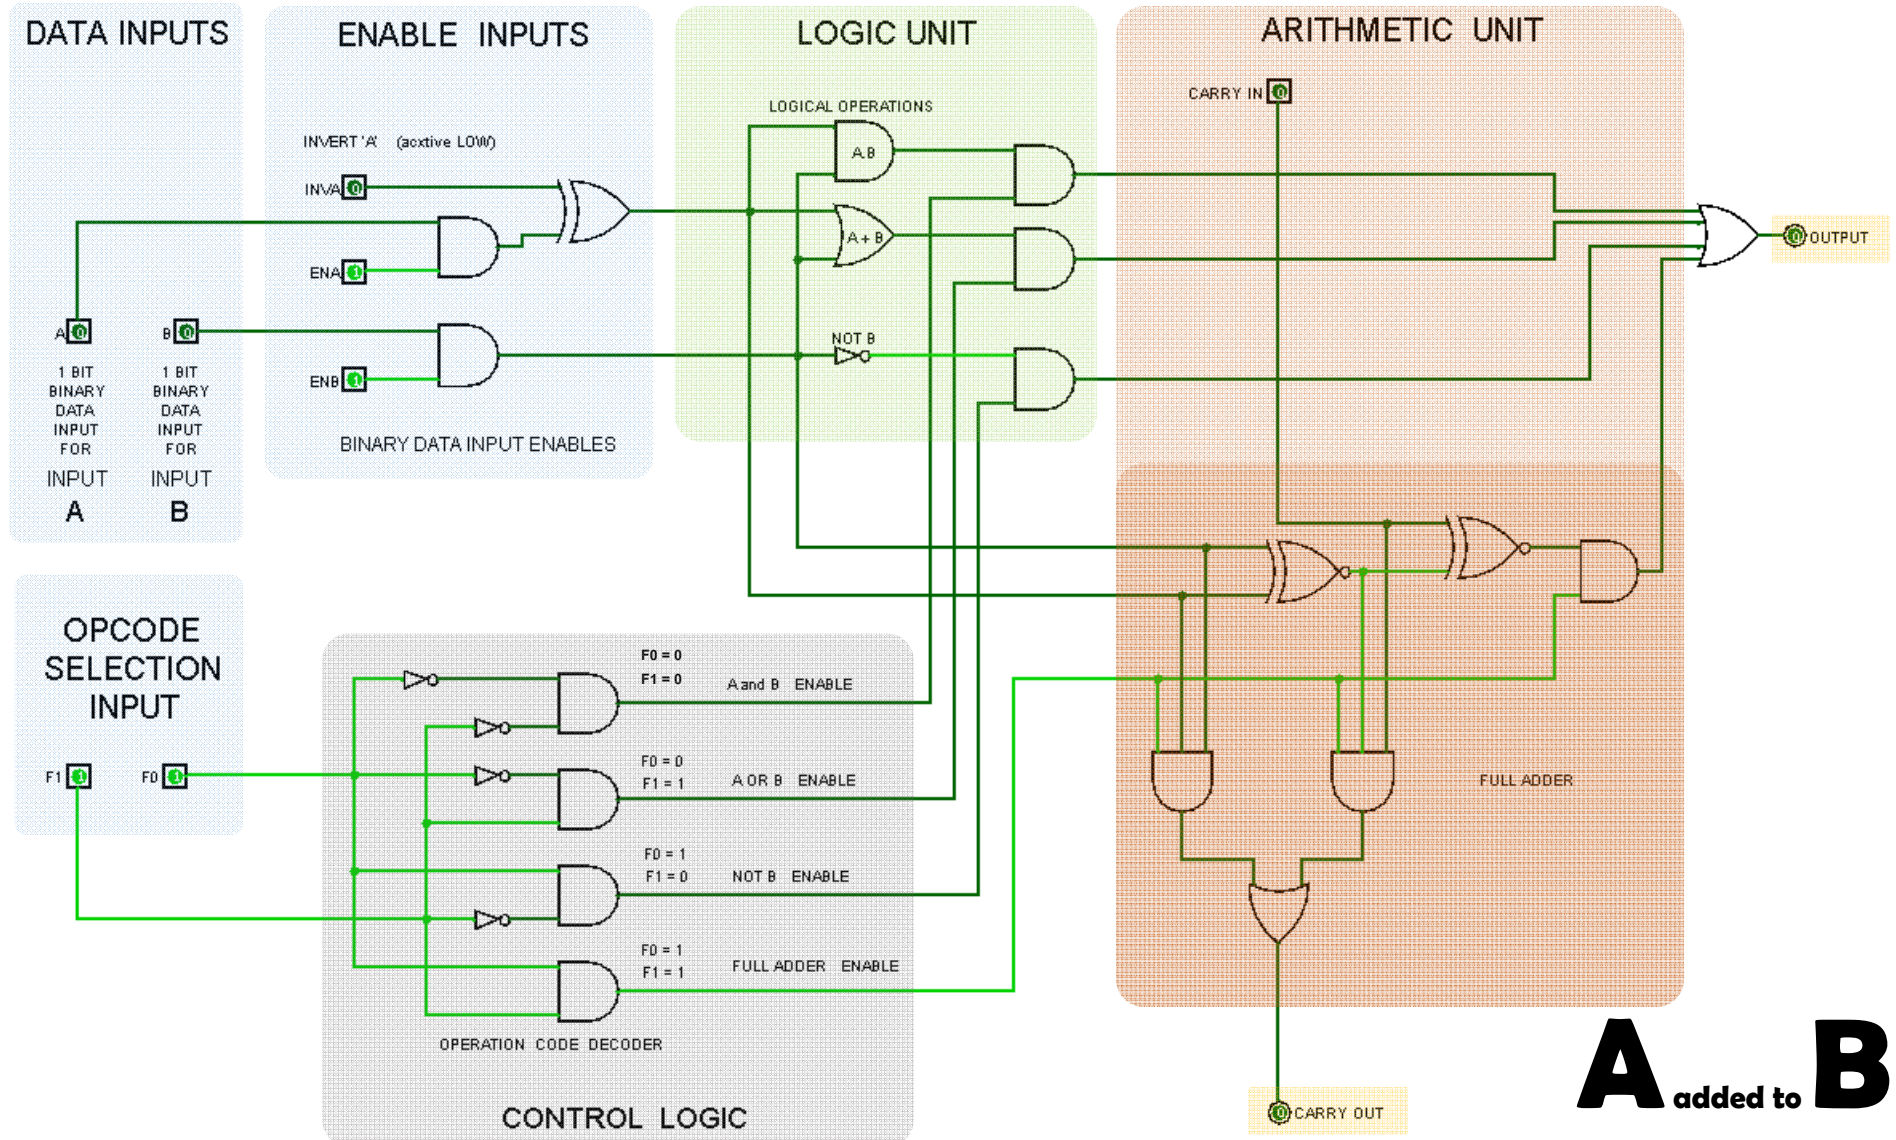 DATA INPUTS
A 0
B 0
1 BIT
BINARY
DATA
INPUT
FOR
INPUT
A
1 BIT
BINARY
DATA
INPUT
FOR
INPUT
B
ENABLE INPUTS
INVERT 'A' (acxtive LOW)
INVA 0
ENA 1
ENB 1
BINARY DATA INPUT ENABLES
LOGIC UNIT
LOGICAL OPERATIONS
A.B
A + B
NOT B
ARITHMETIC UNIT
CARRY IN 0
0 OUTPUT
FULL ADDER
0 CARRY OUT
OPCODE
SELECTION
INPUT
F1 1
F0 1
F0 = 0
F1 = 0
A and B ENABLE
F0 = 0
F1 = 1
A OR B ENABLE
F0 = 1
F1 = 0
NOT B ENABLE
F0 = 1
F1 = 1
FULL ADDER ENABLE
OPERATION CODE DECODER
CONTROL LOGIC
A added to B